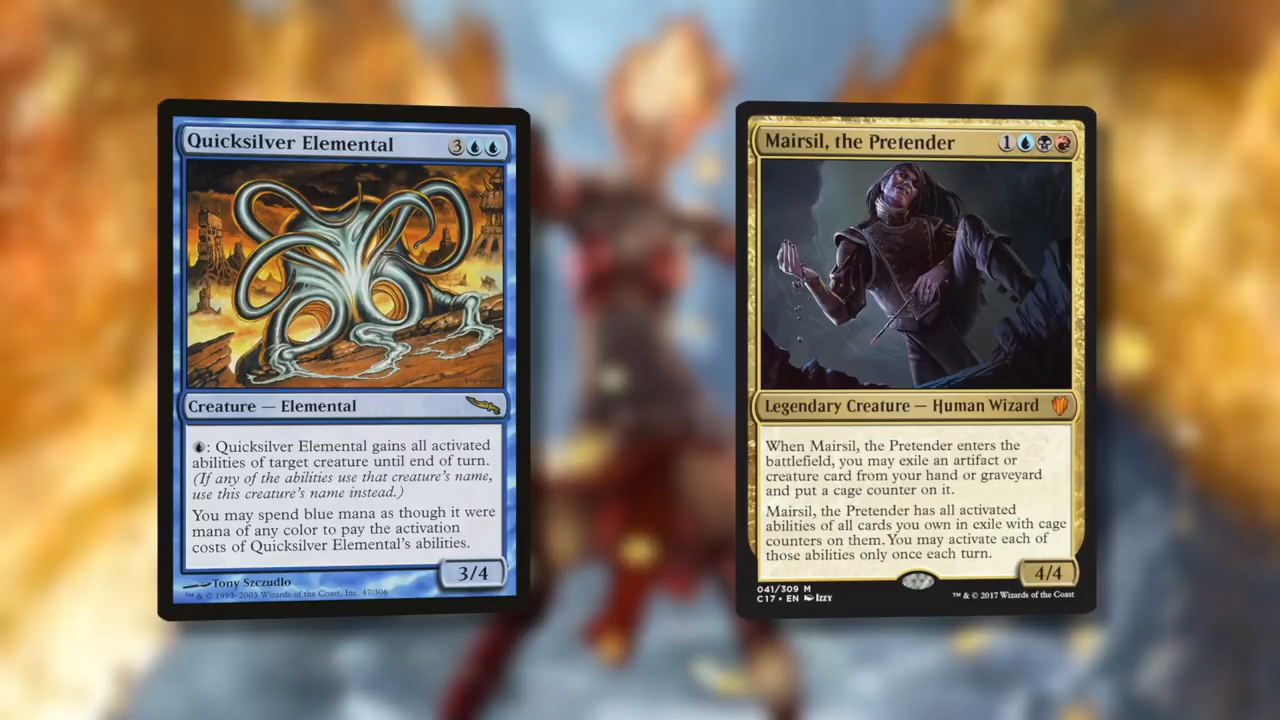 Quicksilver Elemental
3
Creature — Elemental
: Quicksilver Elemental gains all activated
abilities of target creature until end of turn.
(If any of the abilities use that creature's name,
use this creature's name instead.)
You may spend blue mana as though it were
mana of any color to pay the activation
costs of Quicksilver Elemental's abilities.
3/4
Tony Szczudlo
™ & © 1993–2003 Wizards of the Coast, Inc. 47/306
Mairsil, the Pretender
1
Legendary Creature — Human Wizard
When Mairsil, the Pretender enters the
battlefield, you may exile an artifact or
creature card from your hand or graveyard
and put a cage counter on it.
Mairsil, the Pretender has all activated
abilities of all cards you own in exile with cage
counters on them. You may activate each of
those abilities only once each turn.
4/4
041/309 M
C17 • EN Izzy
™ & © 2017 Wizards of the Coast